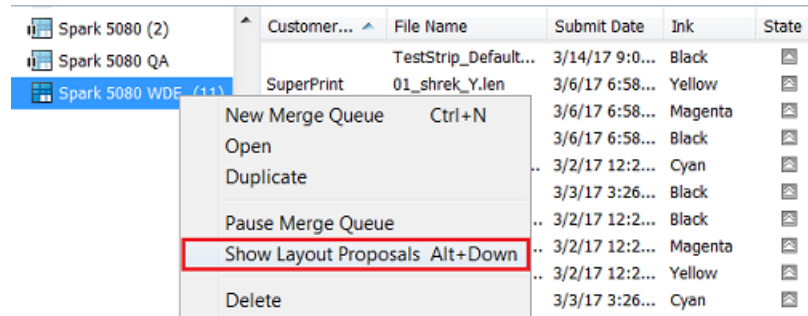 Customer... File Name Submit Date Ink State
Spark 5080 (2)
TestStrip_Default... 3/14/17 9:0... Black
Spark 5080 QA
SuperPrint 01_shrek_Y.len 3/6/17 6:58... Yellow
Spark 5080 WDE (11)
New Merge Queue Ctrl+N 3/6/17 6:58... Magenta
Open 3/6/17 6:58... Black
Duplicate .. 3/2/17 12:2... Cyan
3/3/17 3:26... Black
Pause Merge Queue .. 3/2/17 12:2... Black
Show Layout Proposals Alt+Down .. 3/2/17 12:2... Magenta
.. 3/2/17 12:2... Yellow
Delete 3/3/17 3:26... Cyan